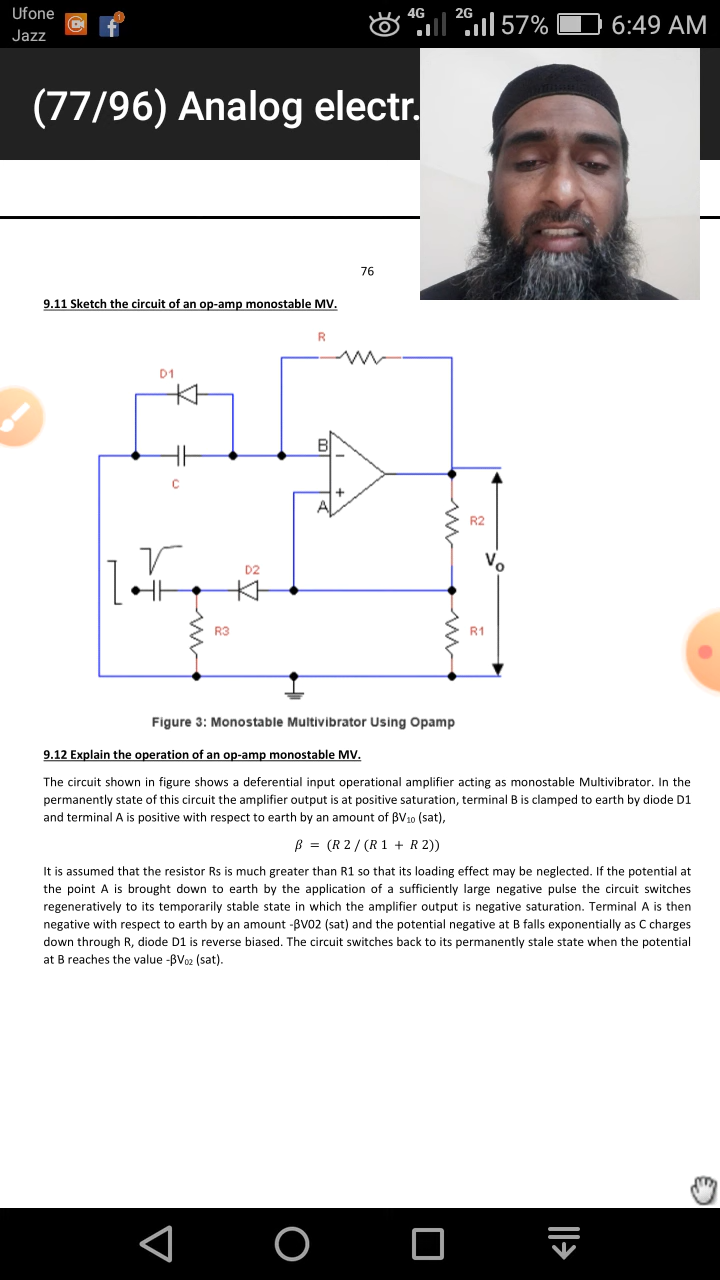 Ufone
Jazz
1
4G
2G
57%
6:49 AM
(77/96) Analog electr.
76
9.11 Sketch the circuit of an op-amp monostable MV.
R
D1
B
−
C
+
A
R2
Vo
D2
R3
R1
Figure 3: Monostable Multivibrator Using Opamp
9.12 Explain the operation of an op-amp monostable MV.
The circuit shown in figure shows a deferential input operational amplifier acting as monostable Multivibrator. In the
permanently state of this circuit the amplifier output is at positive saturation, terminal B is clamped to earth by diode D1
and terminal A is positive with respect to earth by an amount of βV₁₀ (sat),
β = (R 2 / (R 1 + R 2))
It is assumed that the resistor Rs is much greater than R1 so that its loading effect may be neglected. If the potential at
the point A is brought down to earth by the application of a sufficiently large negative pulse the circuit switches
regeneratively to its temporarily stable state in which the amplifier output is negative saturation. Terminal A is then
negative with respect to earth by an amount -βV02 (sat) and the potential negative at B falls exponentially as C charges
down through R, diode D1 is reverse biased. The circuit switches back to its permanently stale state when the potential
at B reaches the value -βV₀₂ (sat).